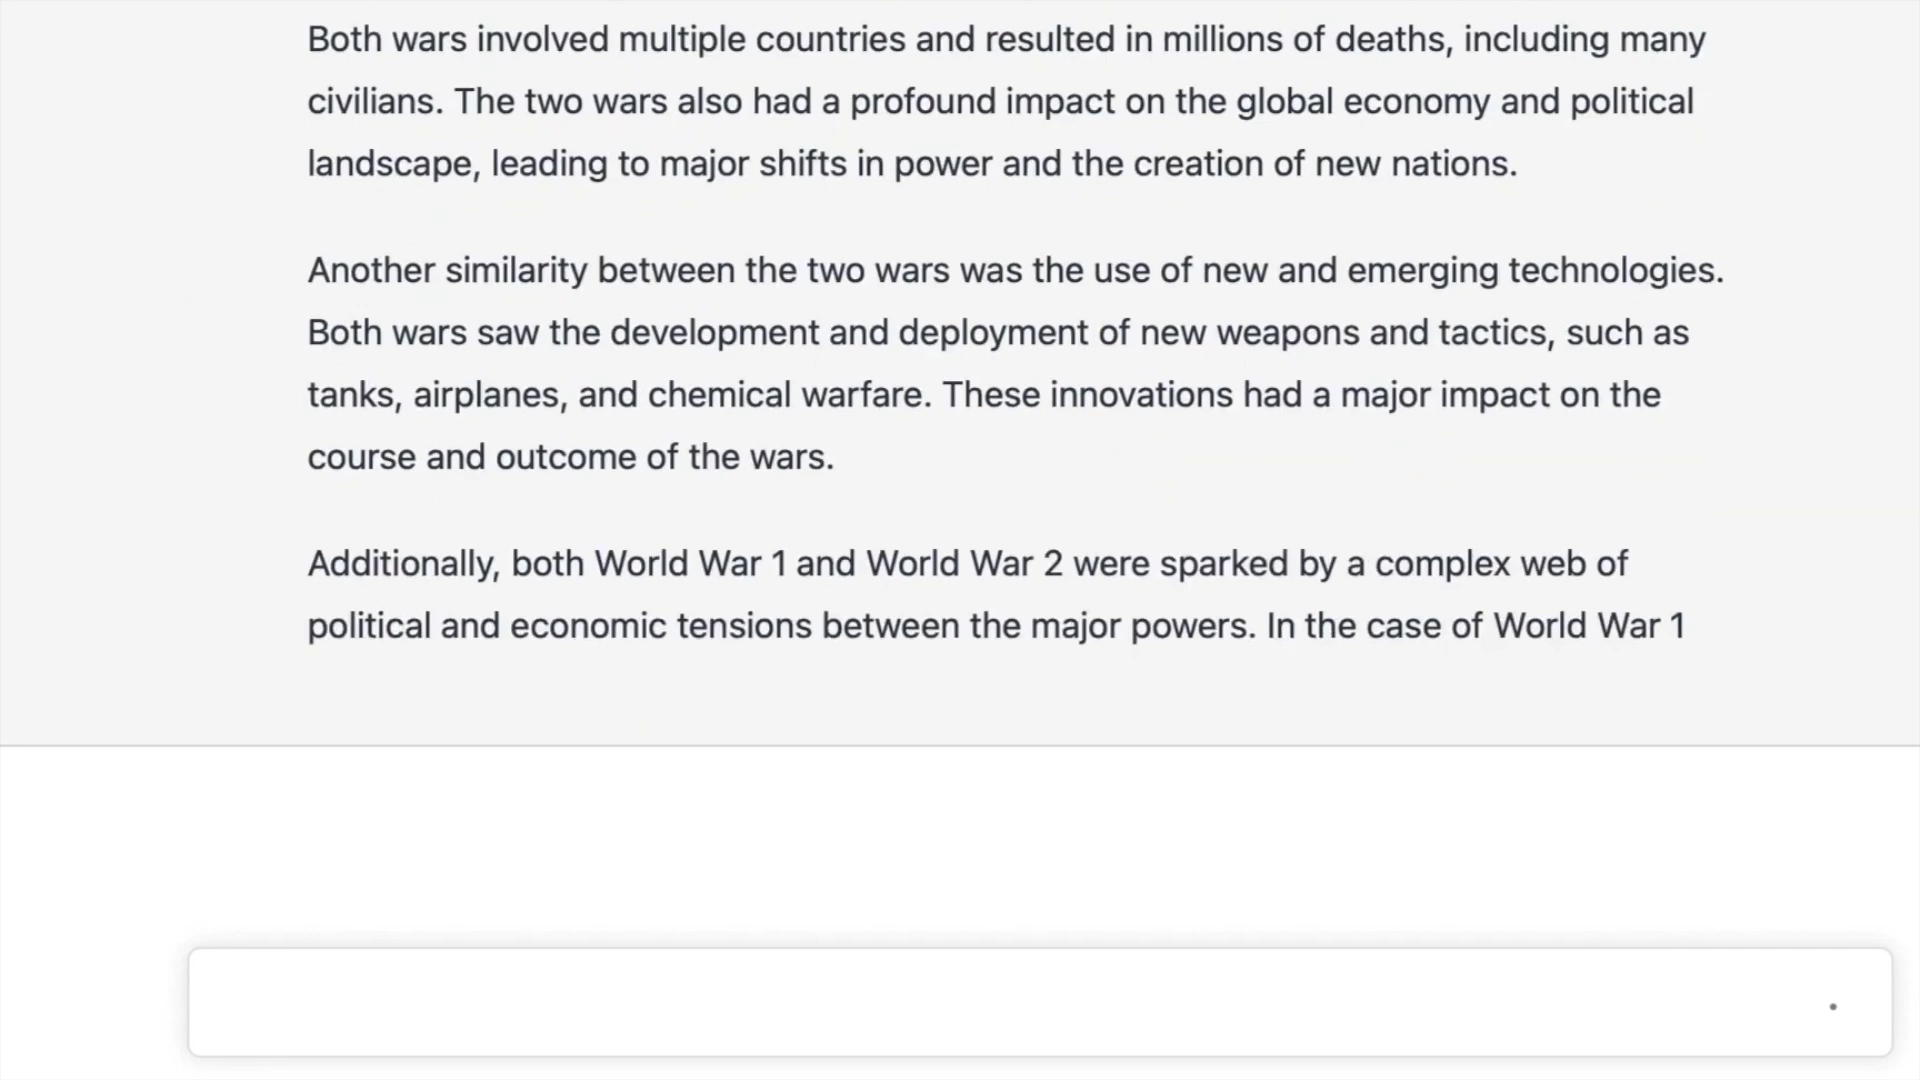 Both wars involved multiple countries and resulted in millions of deaths, including many
civilians. The two wars also had a profound impact on the global economy and political
landscape, leading to major shifts in power and the creation of new nations.
Another similarity between the two wars was the use of new and emerging technologies.
Both wars saw the development and deployment of new weapons and tactics, such as
tanks, airplanes, and chemical warfare. These innovations had a major impact on the
course and outcome of the wars.
Additionally, both World War 1 and World War 2 were sparked by a complex web of
political and economic tensions between the major powers. In the case of World War 1